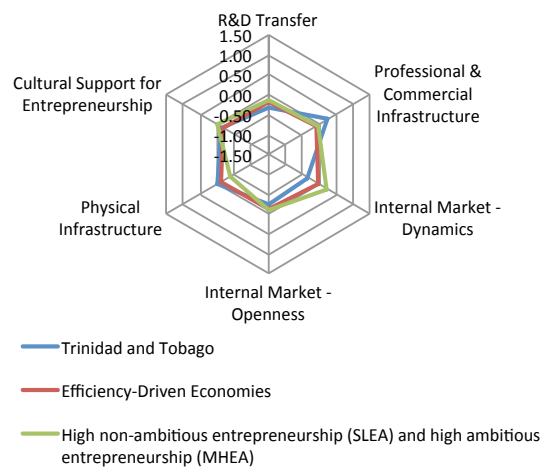 R&D Transfer
1.50
1.00
0.50
0.00
-0.50
-1.00
-1.50
Professional &
Commercial
Infrastructure
Internal Market -
Dynamics
Internal Market -
Openness
Physical
Infrastructure
Cultural Support for
Entrepreneurship
Trinidad and Tobago
Efficiency-Driven Economies
High non-ambitious entrepreneurship (SLEA) and high ambitious
entrepreneurship (MHEA)